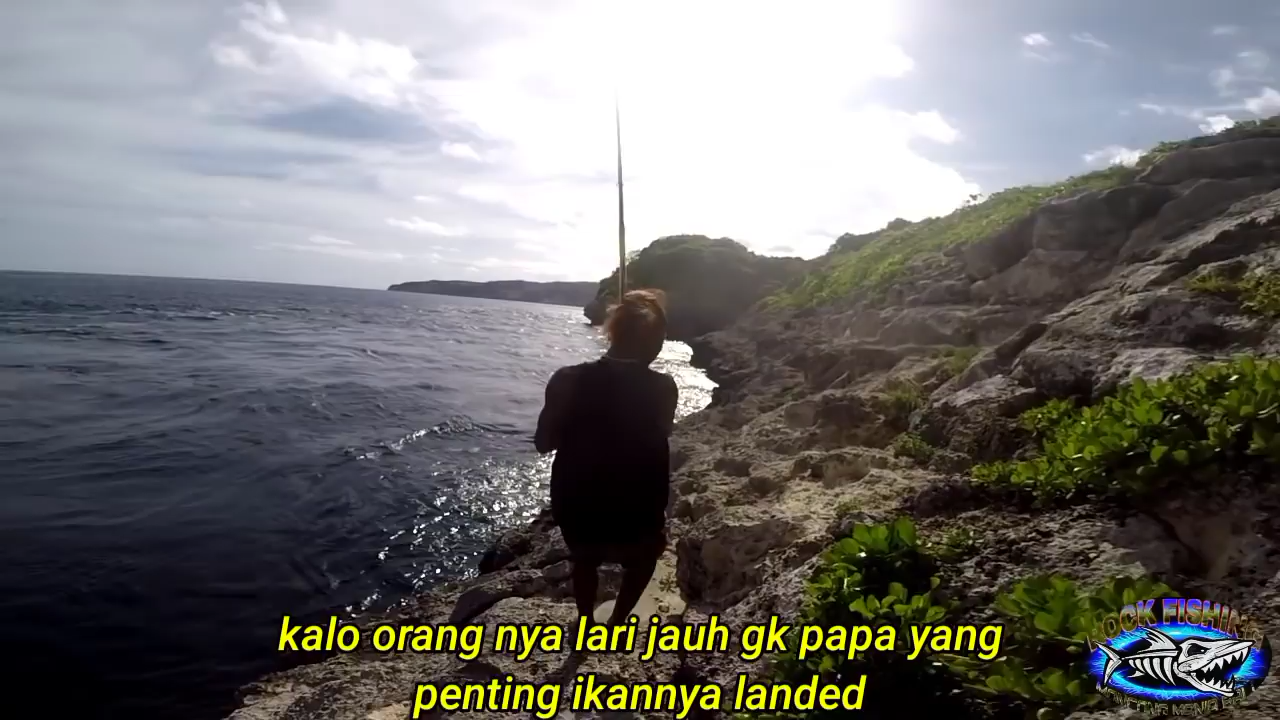 kalo orang nya lari jauh gk papa yang
penting ikannya landed
ROCK FISHING